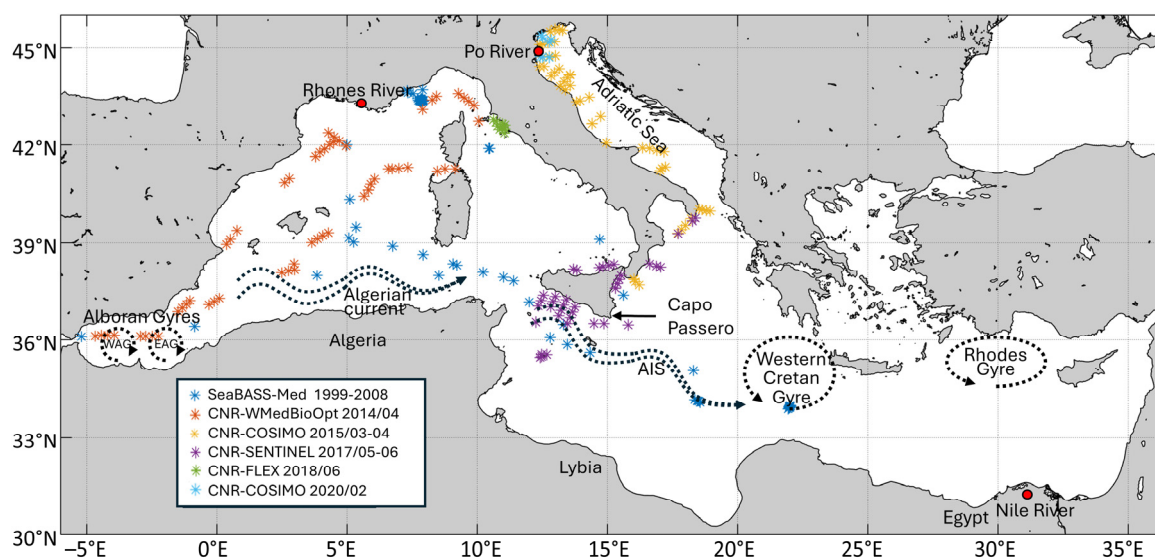 45°N
42°N
39°N
36°N
33°N
30°N
Po River
Rhones River
Adriatic Sea
Alboran Gyres
WAG
EAG
Algerian
current
Algeria
Capo
Passero
AIS
Western
Cretan
Gyre
Rhodes
Gyre
Lybia
Egypt
Nile River
SeaBASS-Med 1999-2008
CNR-WMedBioOpt 2014/04
CNR-COSIMO 2015/03-04
CNR-SENTINEL 2017/05-06
CNR-FLEX 2018/06
CNR-COSIMO 2020/02
−5°E
0°E
5°E
10°E
15°E
20°E
25°E
30°E
35°E